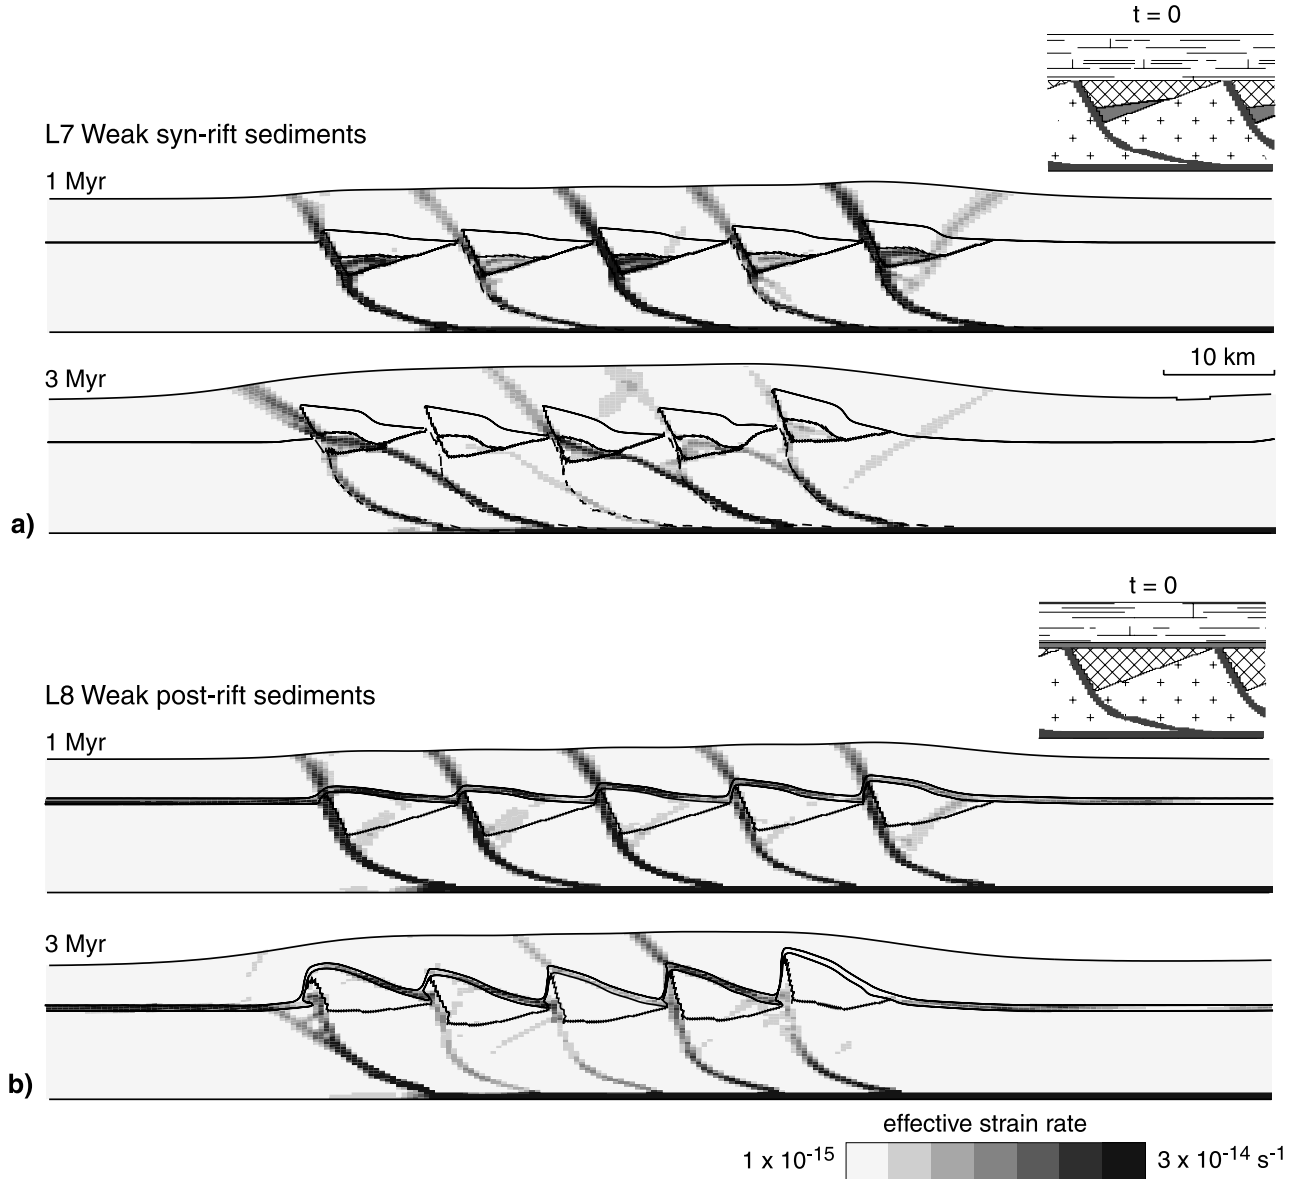 t = 0
L7 Weak syn-rift sediments
1 Myr
10 km
3 Myr
a)
t = 0
L8 Weak post-rift sediments
1 Myr
3 Myr
b)
effective strain rate
1 x 10⁻¹⁵ 3 x 10⁻¹⁴ s⁻¹